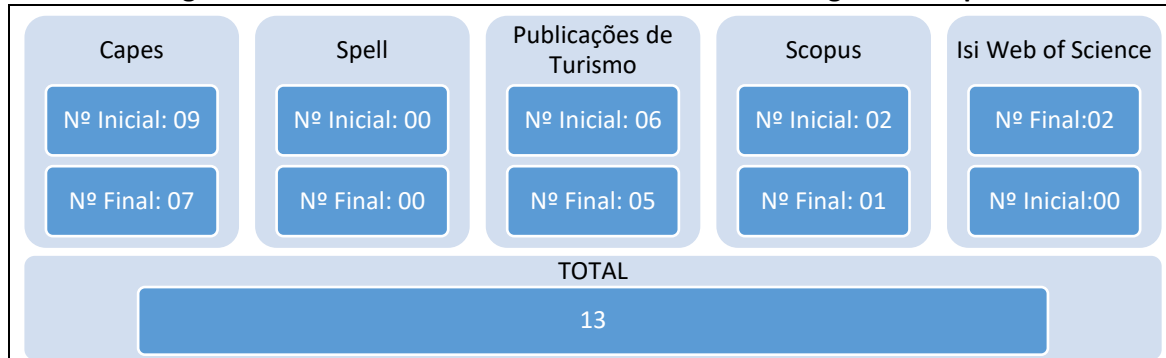 Capes
Nº Inicial: 09
Nº Final: 07
Spell
Nº Inicial: 00
Nº Final: 00
Publicações de
Turismo
Nº Inicial: 06
Nº Final: 05
Scopus
Nº Inicial: 02
Nº Final: 01
Isi Web of Science
Nº Final:02
Nº Inicial:00
TOTAL
13